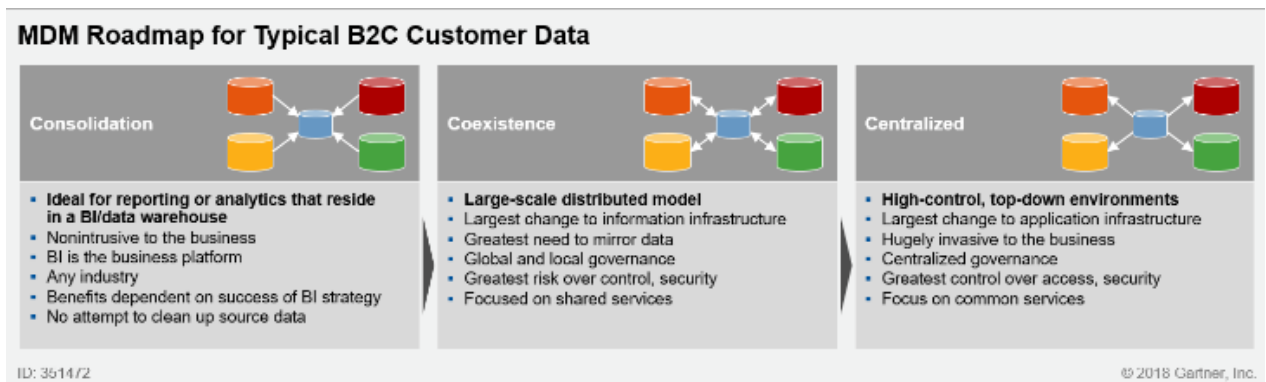 MDM Roadmap for Typical B2C Customer Data
Consolidation
Ideal for reporting or analytics that reside
in a BI/data warehouse
Nonintrusive to the business
BI is the business platform
Any industry
Benefits dependent on success of BI strategy
No attempt to clean up source data
Coexistence
Large-scale distributed model
Largest change to information infrastructure
Greatest need to mirror data
Global and local governance
Greatest risk over control, security
Focused on shared services
Centralized
High-control, top-down environments
Largest change to application infrastructure
Hugely invasive to the business
Centralized governance
Greatest control over access, security
Focus on common services
ID: 351472
© 2018 Gartner, Inc.